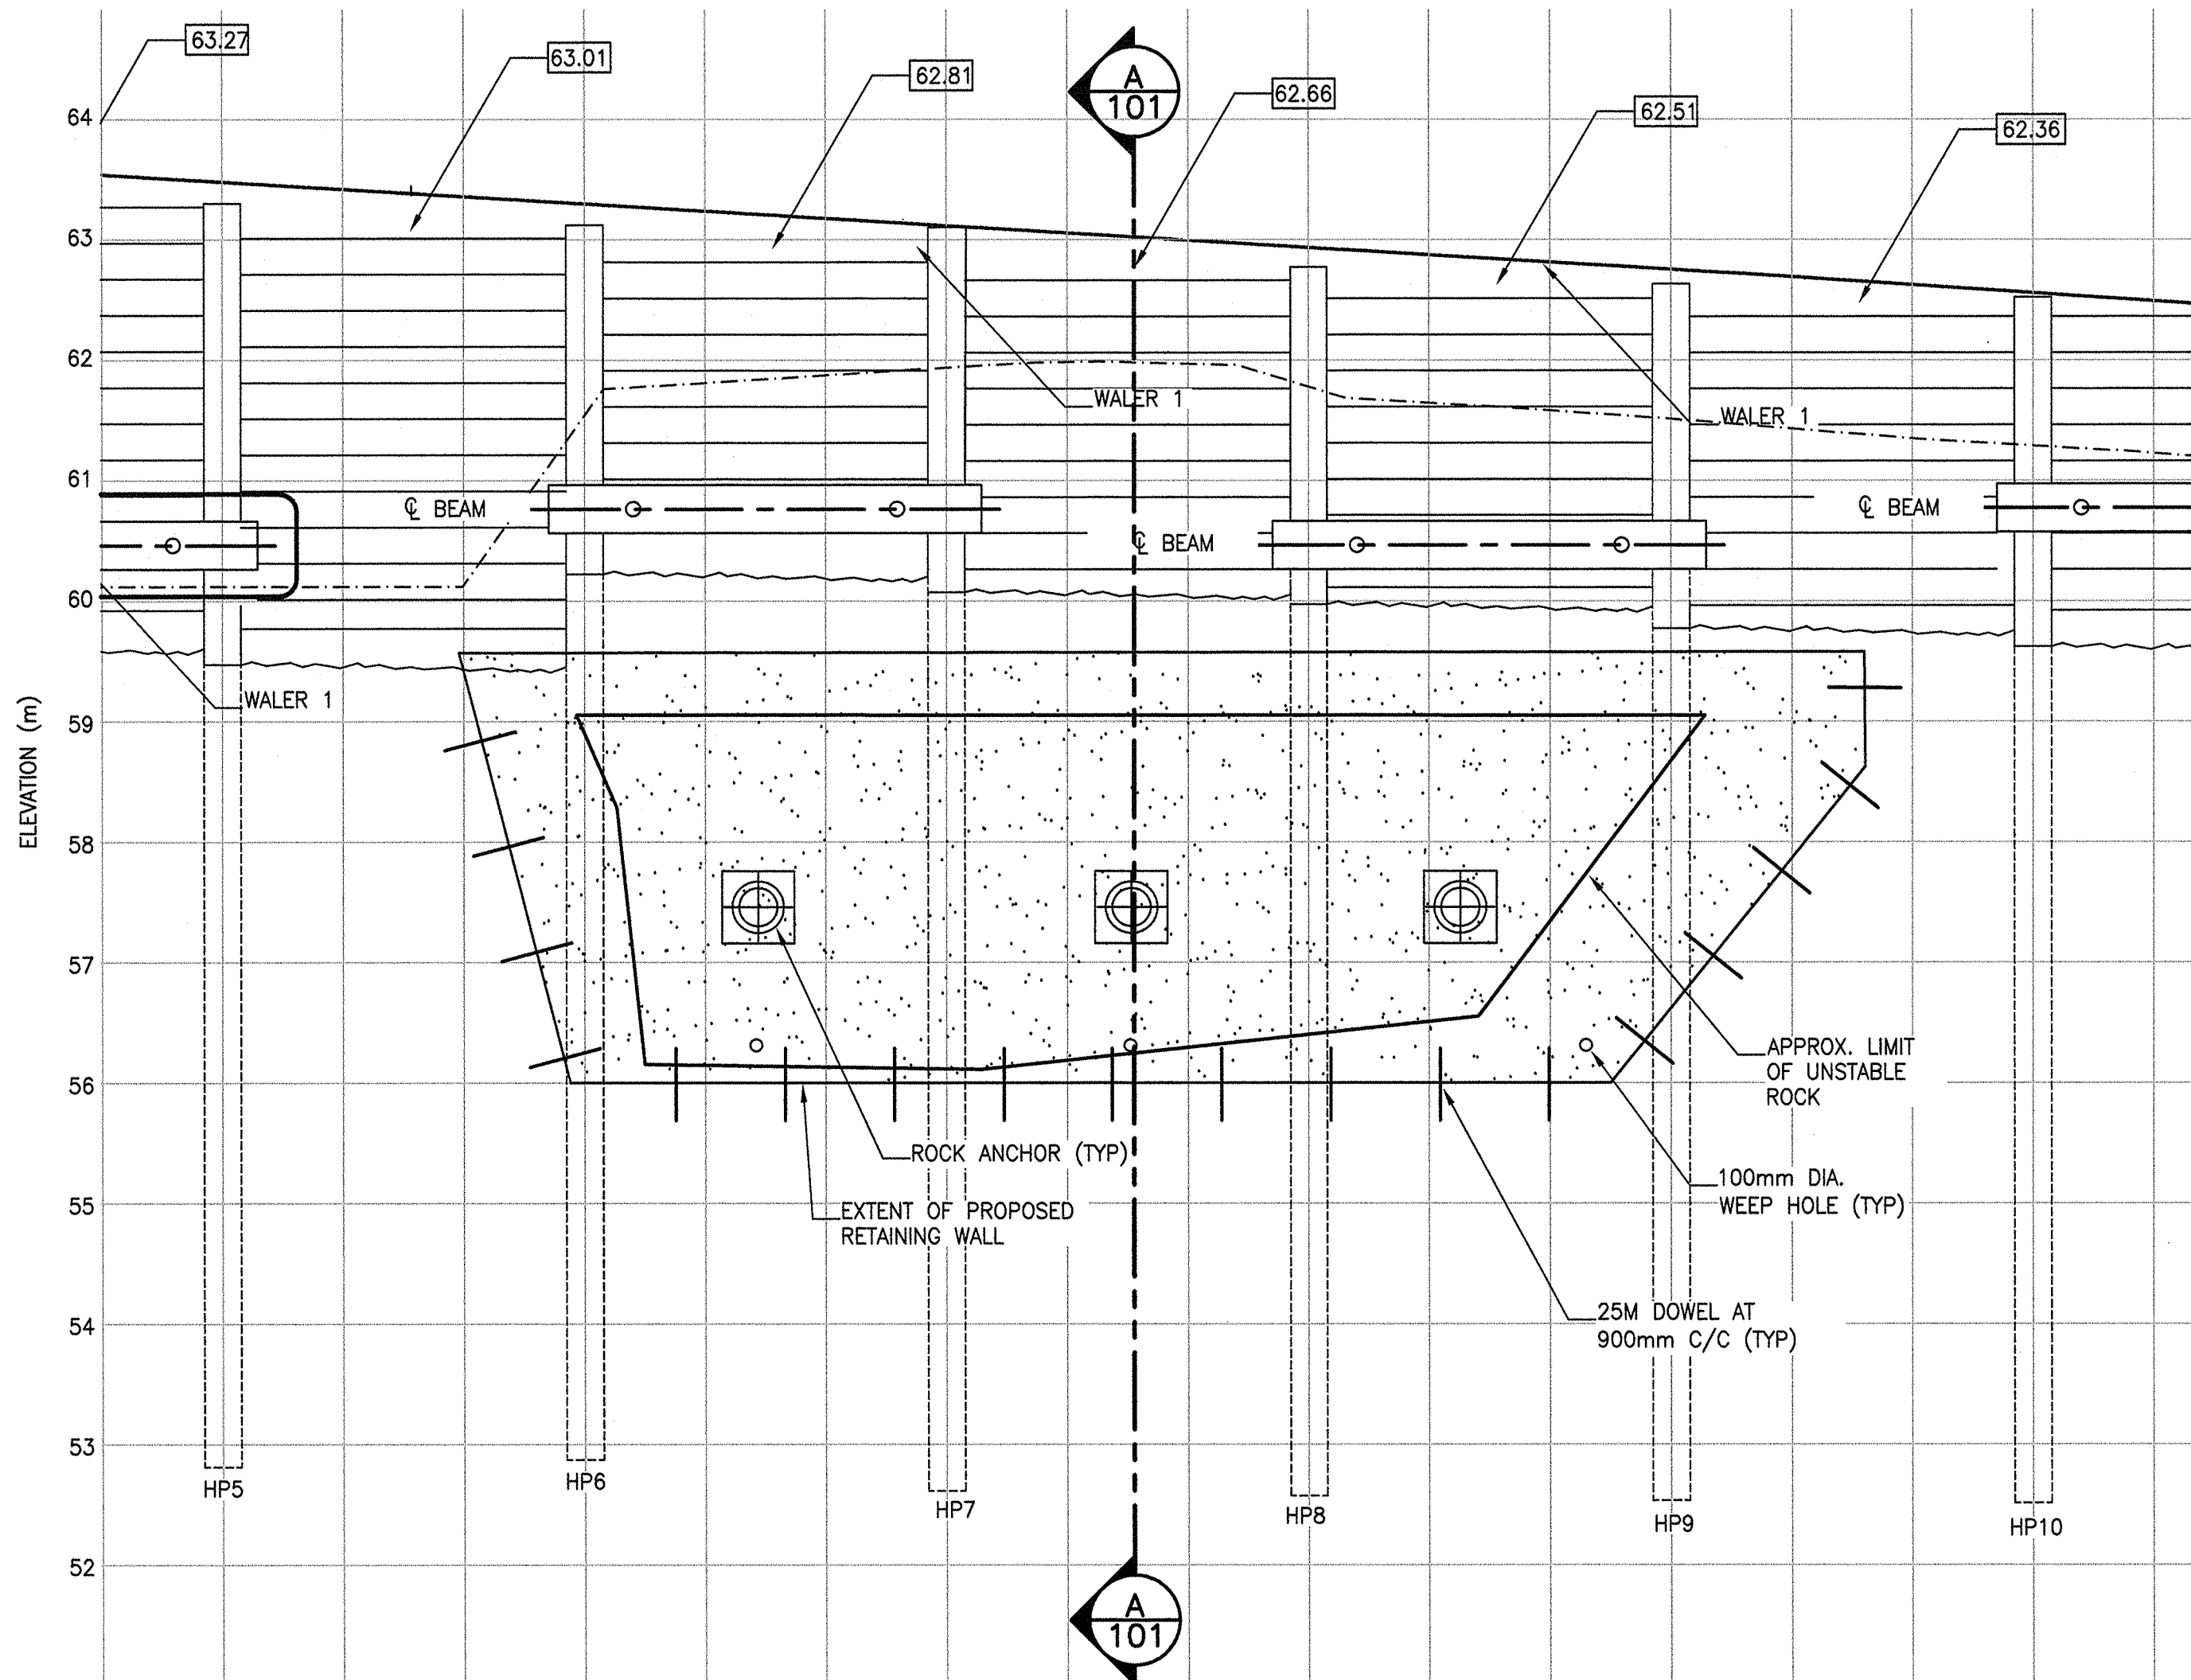 63.27
63.01
62.81
62.66
62.51
62.36
A
101
64
63
62
61
60
59
58
57
56
55
54
53
52
ELEVATION (m)
WALER 1
WALER 1
WALER 1
℄ BEAM
℄ BEAM
℄ BEAM
APPROX. LIMIT
OF UNSTABLE
ROCK
ROCK ANCHOR (TYP)
EXTENT OF PROPOSED
RETAINING WALL
100mm DIA.
WEEP HOLE (TYP)
25M DOWEL AT
900mm C/C (TYP)
HP5
HP6
HP7
HP8
HP9
HP10
A
101